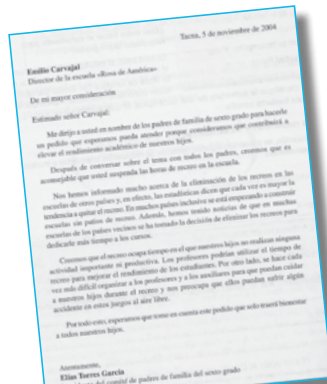 Tacna, 5 de noviembre de 2004
Emilio Carvajal
Director de la escuela «Rosa de América»
De mi mayor consideración
Estimado señor Carvajal:
Me dirijo a usted en nombre de los padres de familia de sexto grado para hacerle
un pedido que esperamos pueda atender porque consideramos que contribuirá a
elevar el rendimiento académico de nuestros hijos.
Después de conversar sobre el tema con todos los padres, creemos que es
aconsejable que usted suspenda las horas de recreo en la escuela.
Nos hemos informado mucho acerca de la eliminación de los recreos en las
escuelas de otros países y, en efecto, las estadísticas dicen que cada vez es mayor la
tendencia a quitar el recreo. En muchos países inclusive se está empezando a construir
escuelas sin patios de recreo. Además, hemos tenido noticias de que en muchas
escuelas de los países vecinos se ha tomado la decisión de eliminar los recreos para
dedicarle más tiempo a los cursos.
Creemos que el recreo ocupa tiempo en el que nuestros hijos no realizan ninguna
actividad importante ni productiva. Los profesores podrían utilizar el tiempo de
recreo para mejorar el rendimiento de los estudiantes. Por otro lado, se hace cada
vez más difícil organizar a los profesores y a los auxiliares para que puedan cuidar
a nuestros hijos durante el recreo y nos preocupa que ellos puedan sufrir algún
accidente en estos juegos al aire libre.
Por todo esto, esperamos que tome en cuenta este pedido que solo traerá bienestar
a todos nuestros hijos.
Atentamente,
Elías Torres García
del comité de padres de familia del sexto grado